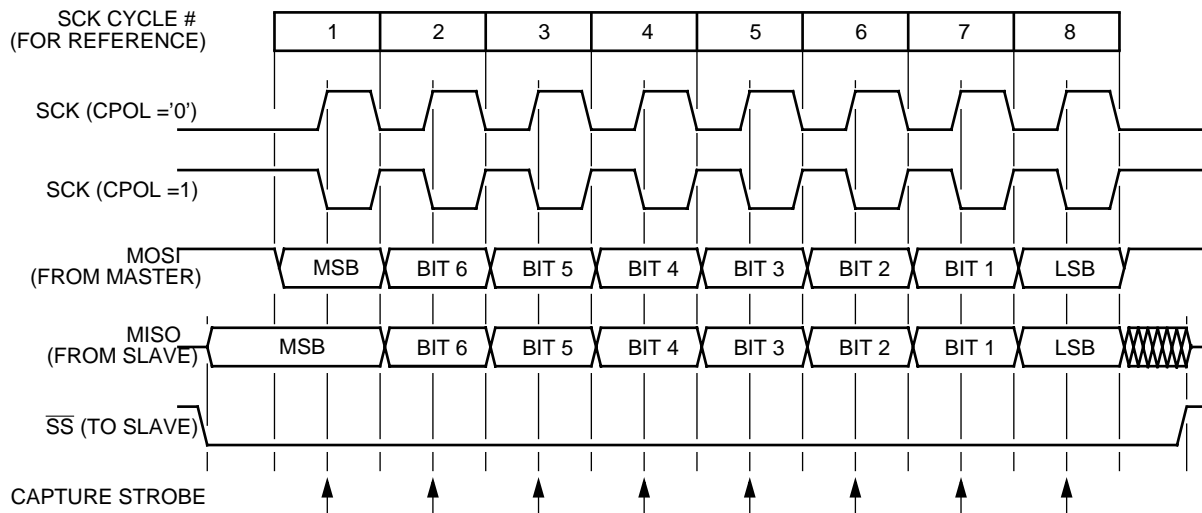 SCK CYCLE #
(FOR REFERENCE)
1 2 3 4 5 6 7 8
SCK (CPOL ='0')
SCK (CPOL =1)
MOSI
(FROM MASTER)
MSB BIT 6 BIT 5 BIT 4 BIT 3 BIT 2 BIT 1 LSB
MISO
(FROM SLAVE)
MSB BIT 6 BIT 5 BIT 4 BIT 3 BIT 2 BIT 1 LSB
S̅S̅ (TO SLAVE)
CAPTURE STROBE